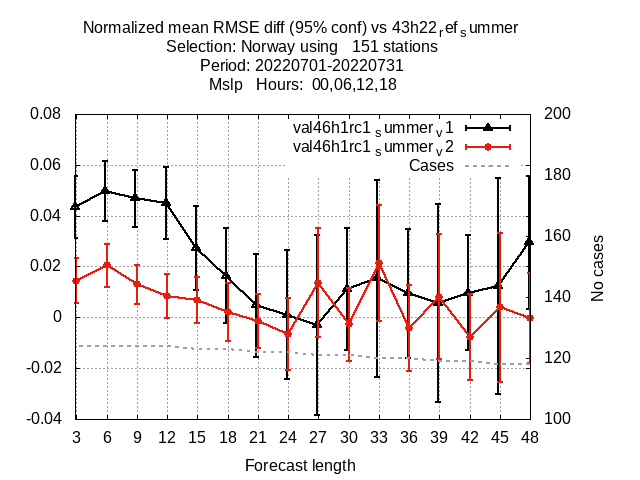 Normalized mean RMSE diff (95% conf) vs 43h22refsummer
Selection: Norway using 151 stations
Period: 20220701-20220731
Mslp Hours: 00,06,12,18
0.08
0.06
0.04
0.02
0
-0.02
-0.04
200
180
160
140
120
100
val46h1rc1summerv1
val46h1rc1summerv2
Cases
No cases
3 6 9 12 15 18 21 24 27 30 33 36 39 42 45 48
Forecast length